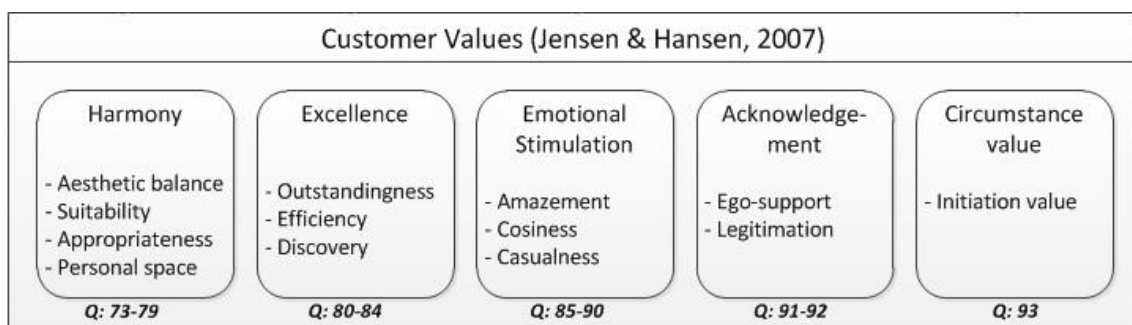 Customer Values (Jensen & Hansen, 2007)
Harmony
- Aesthetic balance
- Suitability
- Appropriateness
- Personal space
Q: 73-79
Excellence
- Outstandingness
- Efficiency
- Discovery
Q: 80-84
Emotional
Stimulation
- Amazement
- Cosiness
- Casualness
Q: 85-90
Acknowledge-
ment
- Ego-support
- Legitimation
Q: 91-92
Circumstance
value
- Initiation value
Q: 93